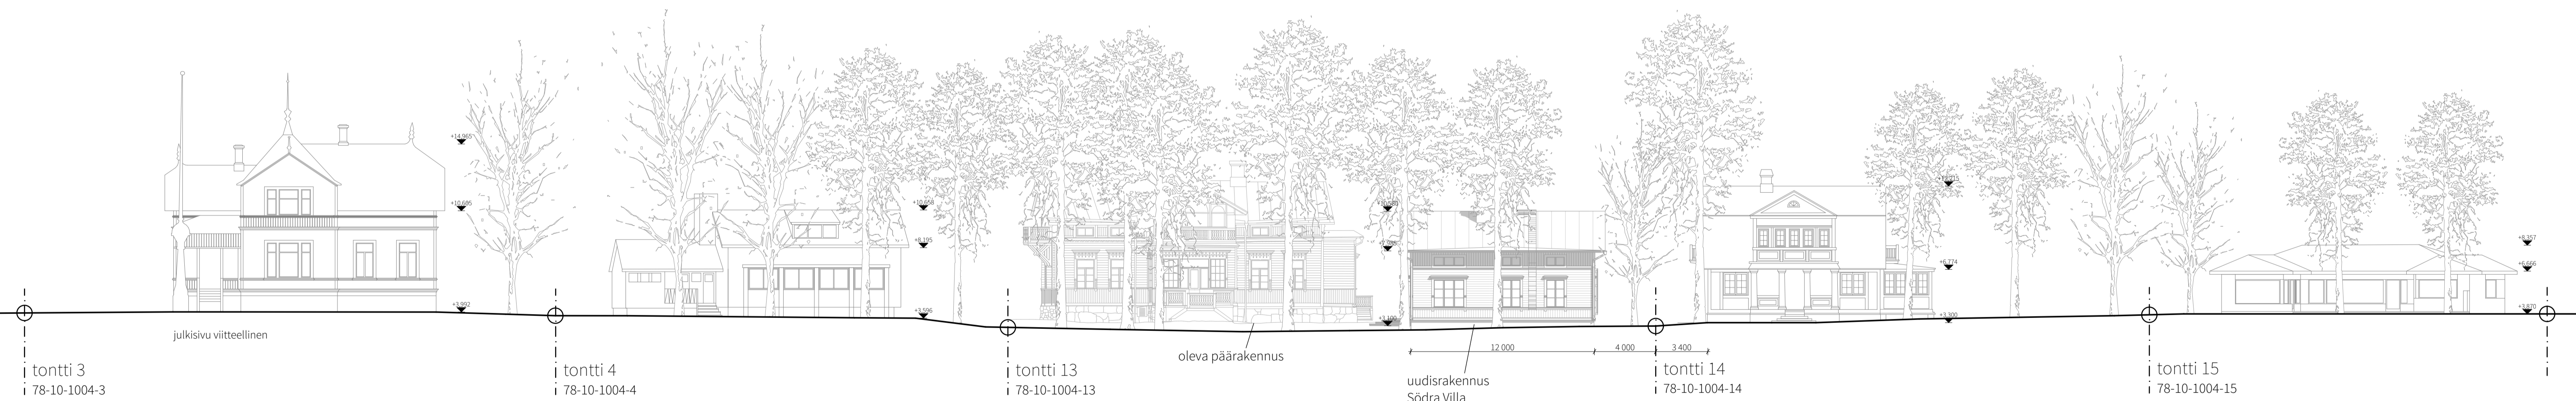 +14.965
+10.685
+3.992
julkisivu viitteellinen
tontti 3
78-10-1004-3
+10.658
+8.195
tontti 4
78-10-1004-4
+3.100
oleva päärakennus
tontti 13
78-10-1004-13
12 000
4 000
3 400
uudisrakennus
Södra Villa
+6.774
+3.300
tontti 14
78-10-1004-14
+8.357
+6.666
+3.870
tontti 15
78-10-1004-15